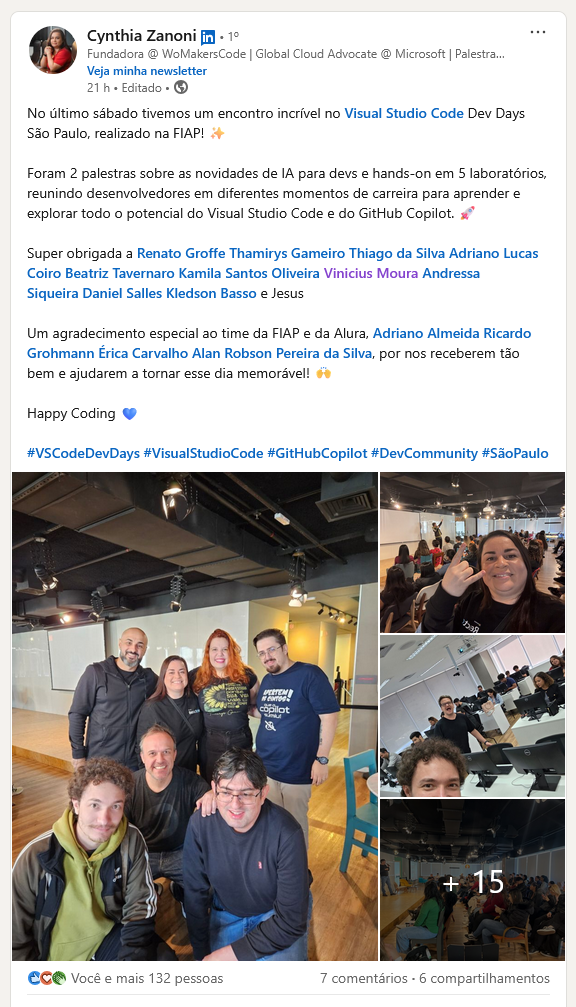 Cynthia Zanoni in • 1º
Fundadora @ WoMakersCode | Global Cloud Advocate @ Microsoft | Palestra...
Veja minha newsletter
21 h • Editado •
No último sábado tivemos um encontro incrível no Visual Studio Code Dev Days
São Paulo, realizado na FIAP! ✨
Foram 2 palestras sobre as novidades de IA para devs e hands-on em 5 laboratórios,
reunindo desenvolvedores em diferentes momentos de carreira para aprender e
explorar todo o potencial do Visual Studio Code e do GitHub Copilot. 🚀
Super obrigada a Renato Groffe Thamirys Gameiro Thiago da Silva Adriano Lucas
Coiro Beatriz Tavernaro Kamila Santos Oliveira Vinicius Moura Andressa
Siqueira Daniel Salles Kledson Basso e Jesus
Um agradecimento especial ao time da FIAP e da Alura, Adriano Almeida Ricardo
Grohmann Érica Carvalho Alan Robson Pereira da Silva, por nos receberem tão
bem e ajudarem a tornar esse dia memorável! 🙌
Happy Coding 💙
#VSCodeDevDays #VisualStudioCode #GitHubCopilot #DevCommunity #SãoPaulo
APERTEM
OS CINTOS
copilot
sumiu!
+ 15
Você e mais 132 pessoas
7 comentários • 6 compartilhamentos